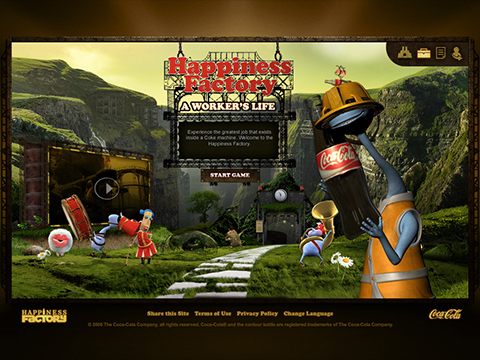 Happiness
Factory
A WORKER'S LIFE
Experience the greatest job that exists
inside a Coke machine. Welcome to the
Happiness Factory.
START GAME
Coca-Cola
HAPPINESS
FACTORY
Share this Site Terms of Use Privacy Policy Change Language
© 2008 The Coca-Cola Company, all rights reserved. Coca-Cola® and the contour bottle are registered trademarks of The Coca-Cola Company.
Coca-Cola